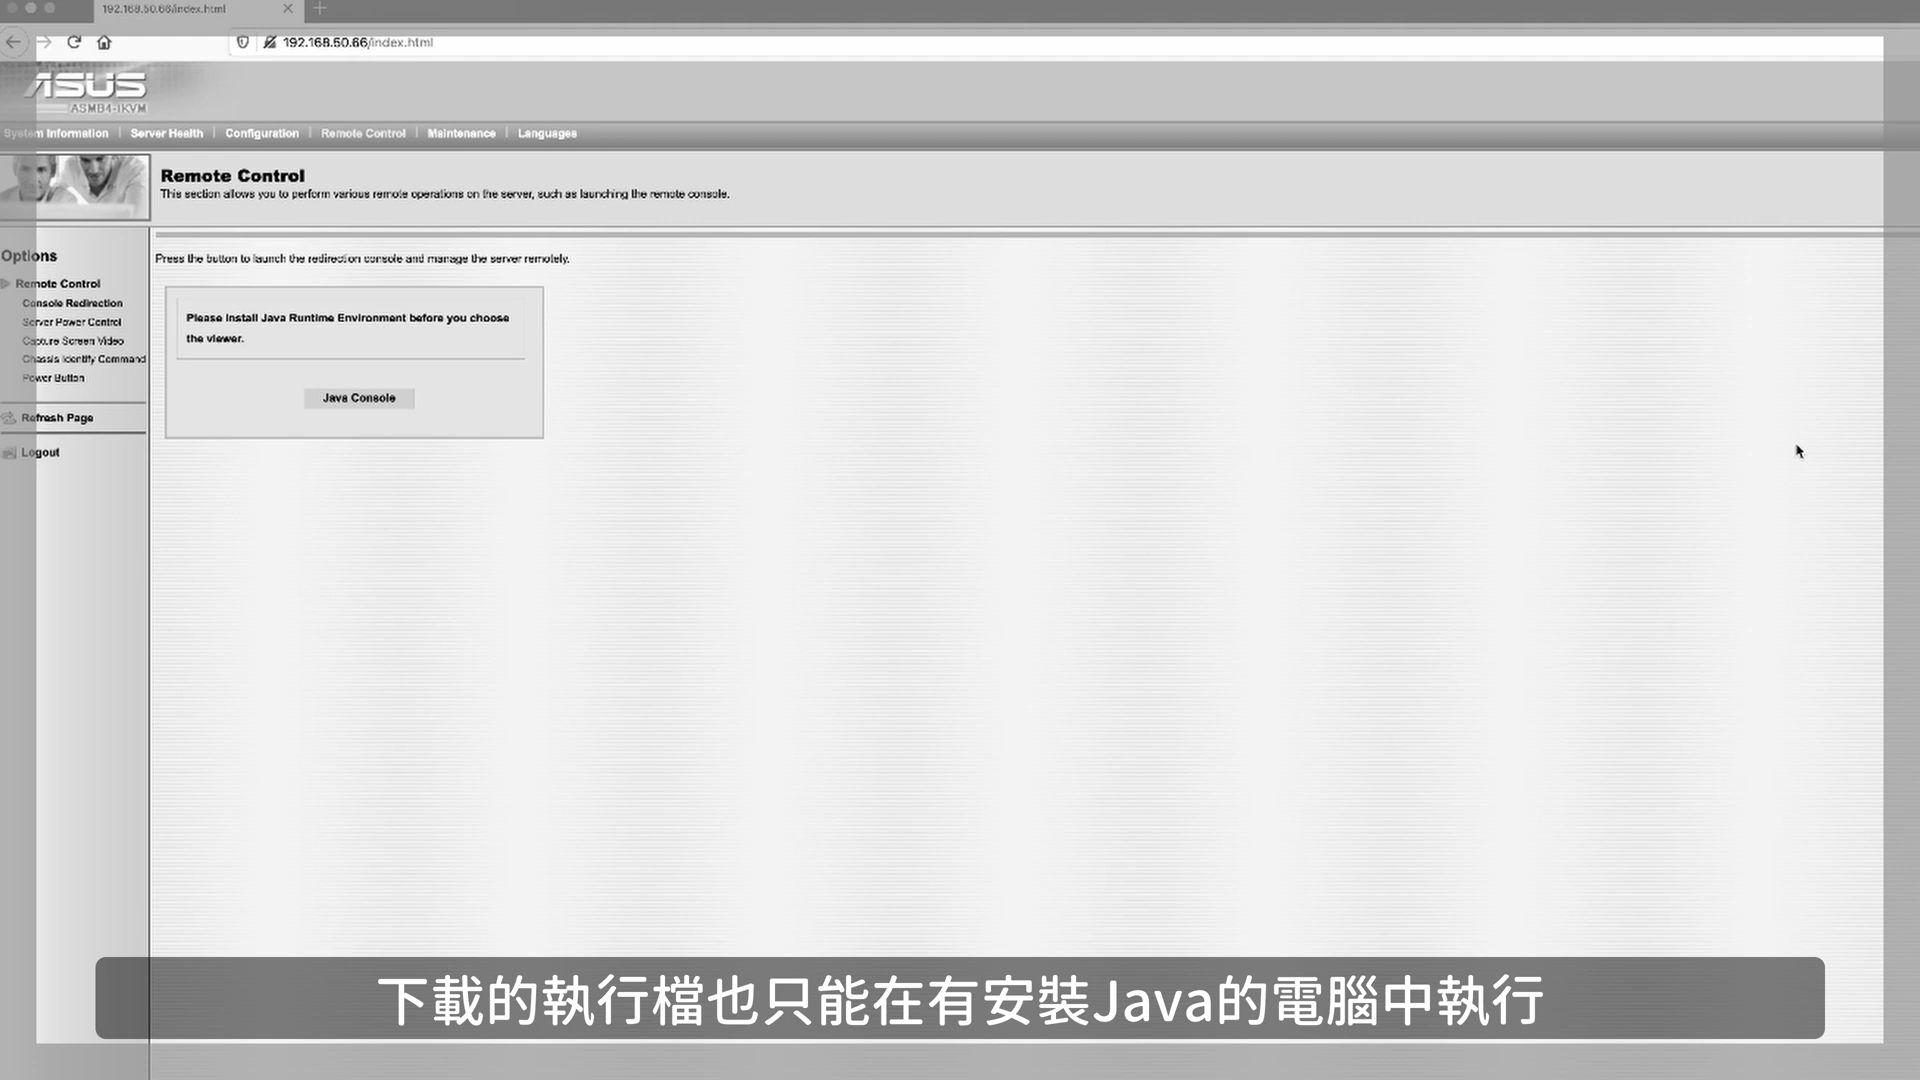 192.168.50.66/index.html
192.168.50.66/index.html
ASUS
ASMB4-iKVM
System Information | Server Health | Configuration | Remote Control | Maintenance | Languages
Remote Control
This section allows you to perform various remote operations on the server, such as launching the remote console.
Options
Remote Control
Console Redirection
Server Power Control
Capture Screen Video
Chassis Identify Command
Power Button
Refresh Page
Logout
Press the button to launch the redirection console and manage the server remotely.
Please install Java Runtime Environment before you choose
the viewer.
Java Console
下載的執行檔也只能在有安裝Java的電腦中執行